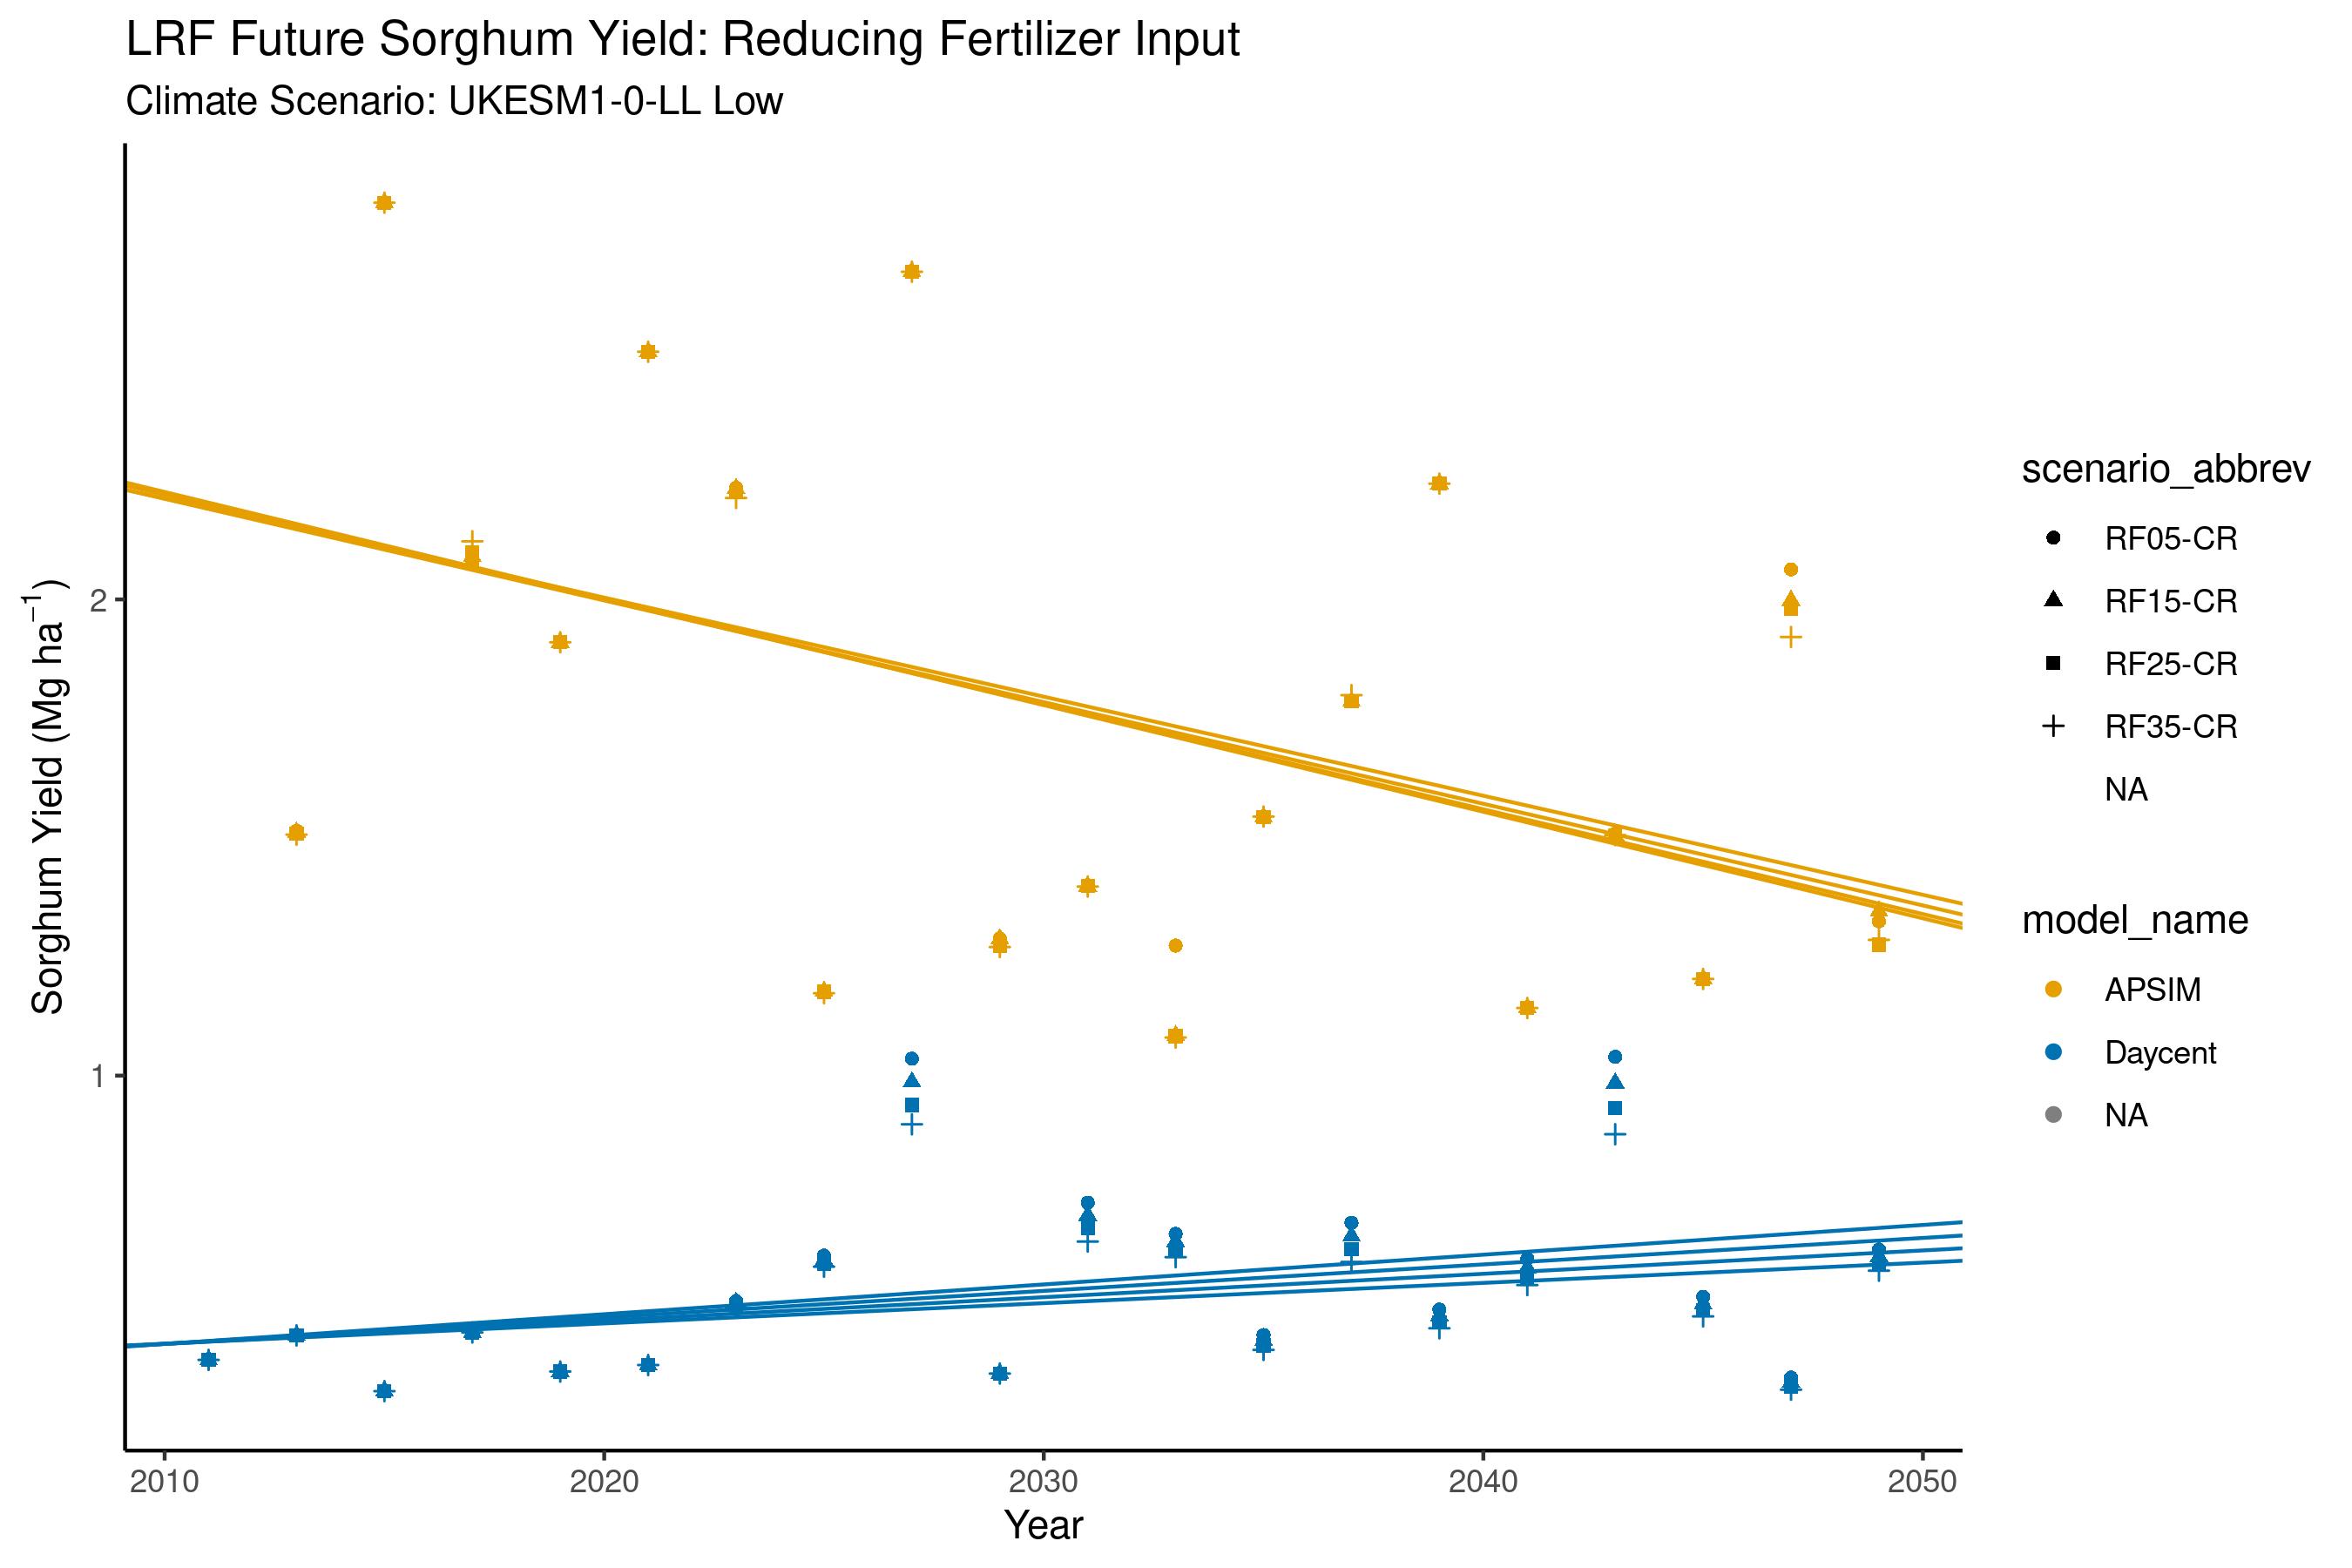 LRF Future Sorghum Yield: Reducing Fertilizer Input
Climate Scenario: UKESM1-0-LL Low
Sorghum Yield (Mg ha⁻¹)
2
1
2010
2020
2030
2040
2050
Year
scenario_abbrev
RF05-CR
RF15-CR
RF25-CR
RF35-CR
NA
model_name
APSIM
Daycent
NA